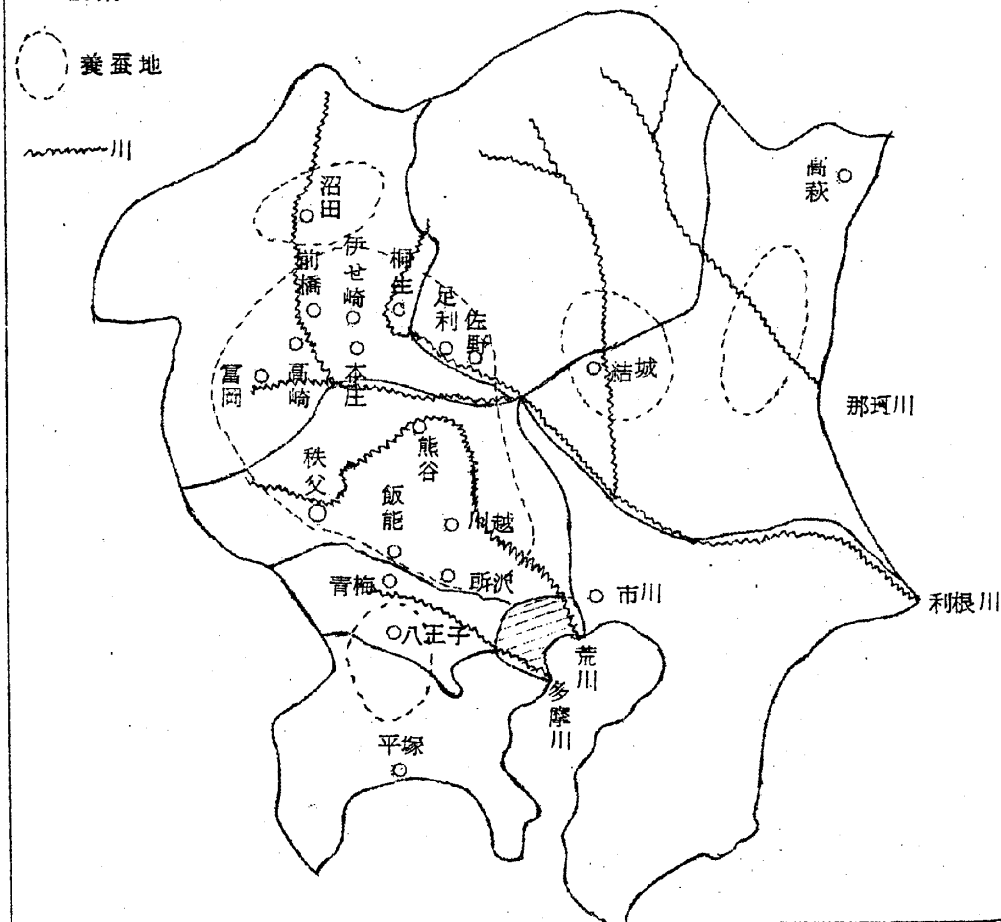 養蚕地
川
高萩
沼田
前橋
伊せ崎
桐生
足利
佐野
富岡
高崎
本庄
結城
那珂川
熊谷
秩父
飯能
川越
青梅
所沢
市川
利根川
八王子
荒川
多摩川
平塚